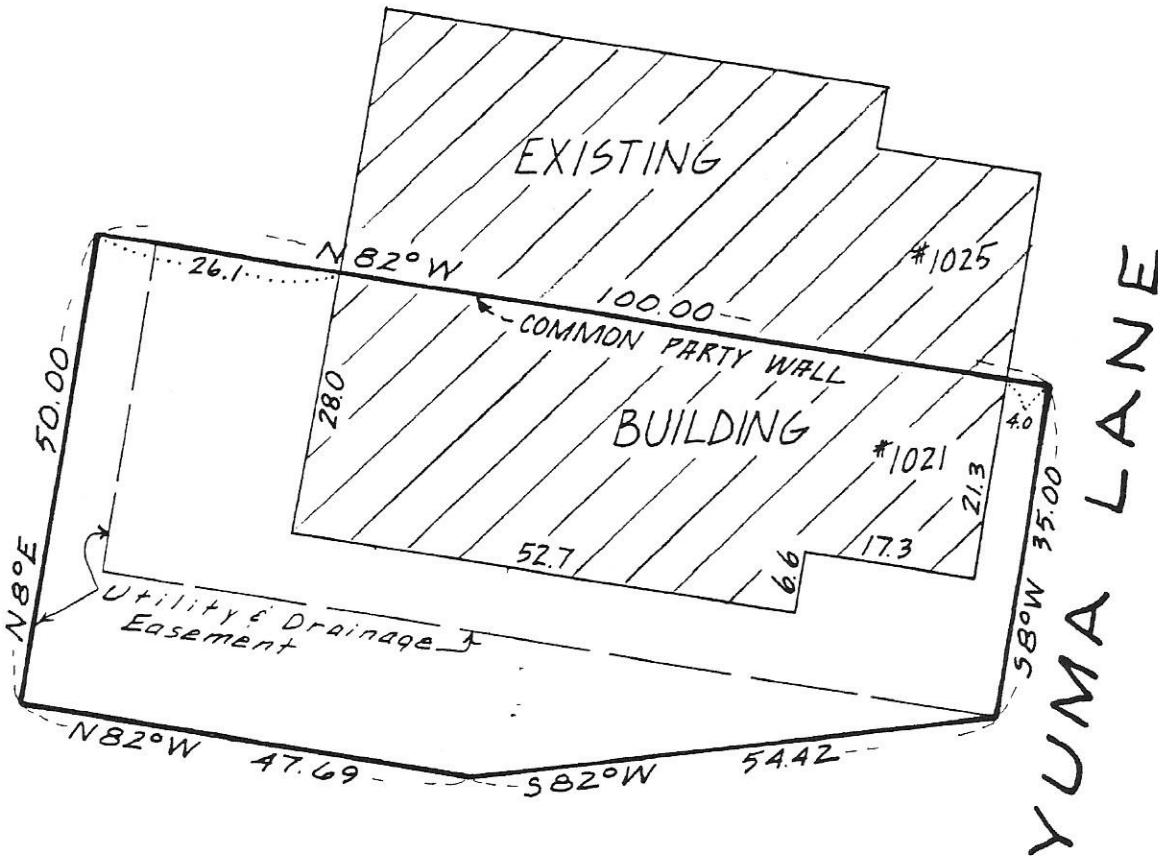 EXISTING
#1025
N 82° W
26.1
100.00
COMMON PARTY WALL
50.00
28.0
BUILDING
#1021
4.0
21.3
35.00
S8°W
52.7
6.6
17.3
N8°E
Utility & Drainage
Easement
N82°W
47.69
S82°W
54.42
YUMA LANE